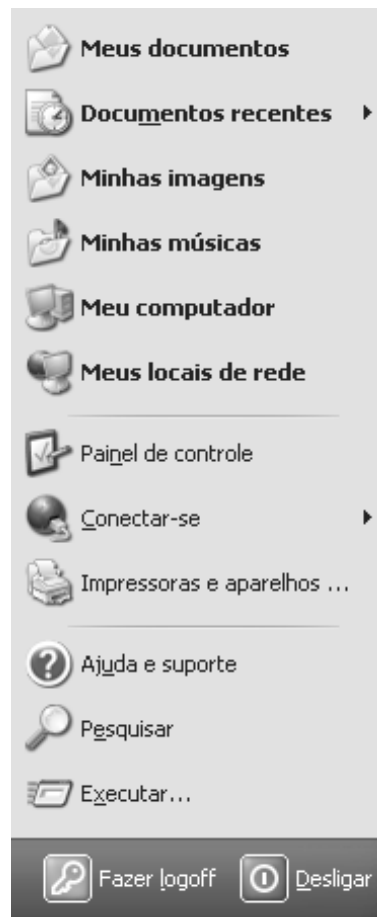 Meus documentos
Documentos recentes
Minhas imagens
Minhas músicas
Meu computador
Meus locais de rede
Painel de controle
Conectar-se
Impressoras e aparelhos ...
Ajuda e suporte
Pesquisar
Executar...
Fazer logoff Desligar